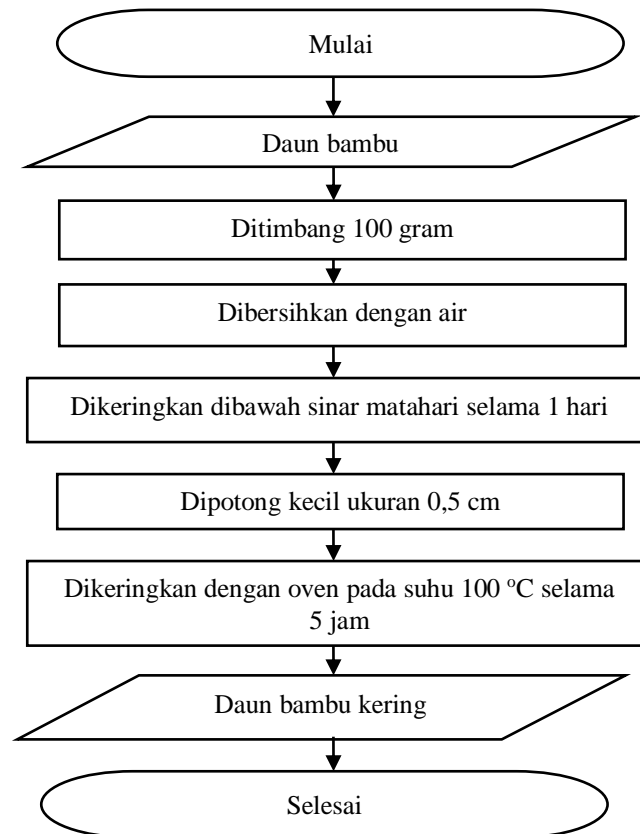 Mulai
Daun bambu
Ditimbang 100 gram
Dibersihkan dengan air
Dikeringkan dibawah sinar matahari selama 1 hari
Dipotong kecil ukuran 0,5 cm
Dikeringkan dengan oven pada suhu 100 °C selama
5 jam
Daun bambu kering
Selesai